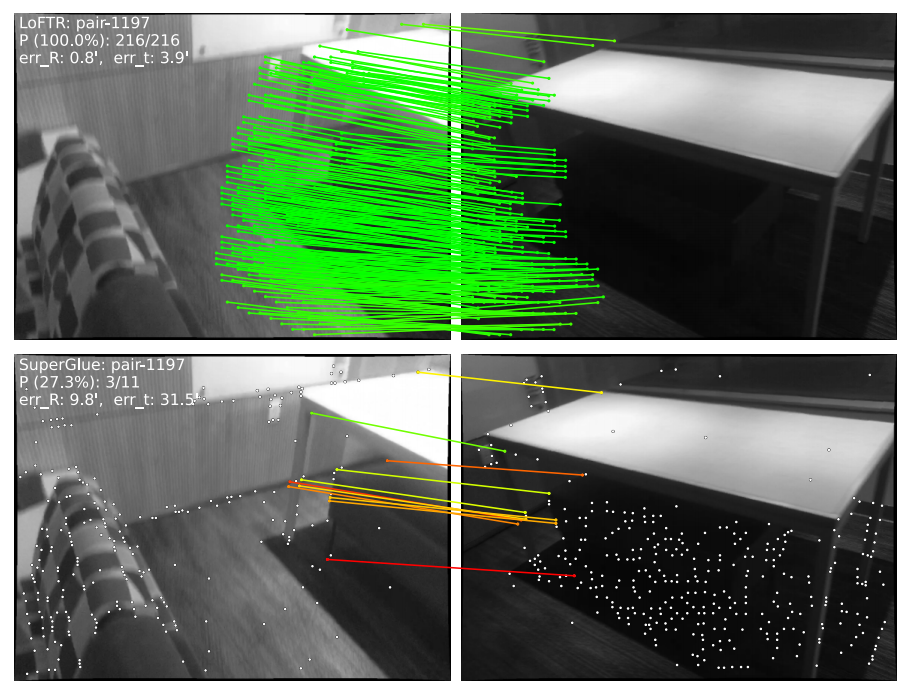 LoFTR: pair-1197
P (100.0%): 216/216
err_R: 0.8', err_t: 3.9'
SuperGlue: pair-1197
P (27.3%): 3/11
err_R: 9.8', err_t: 31.5'